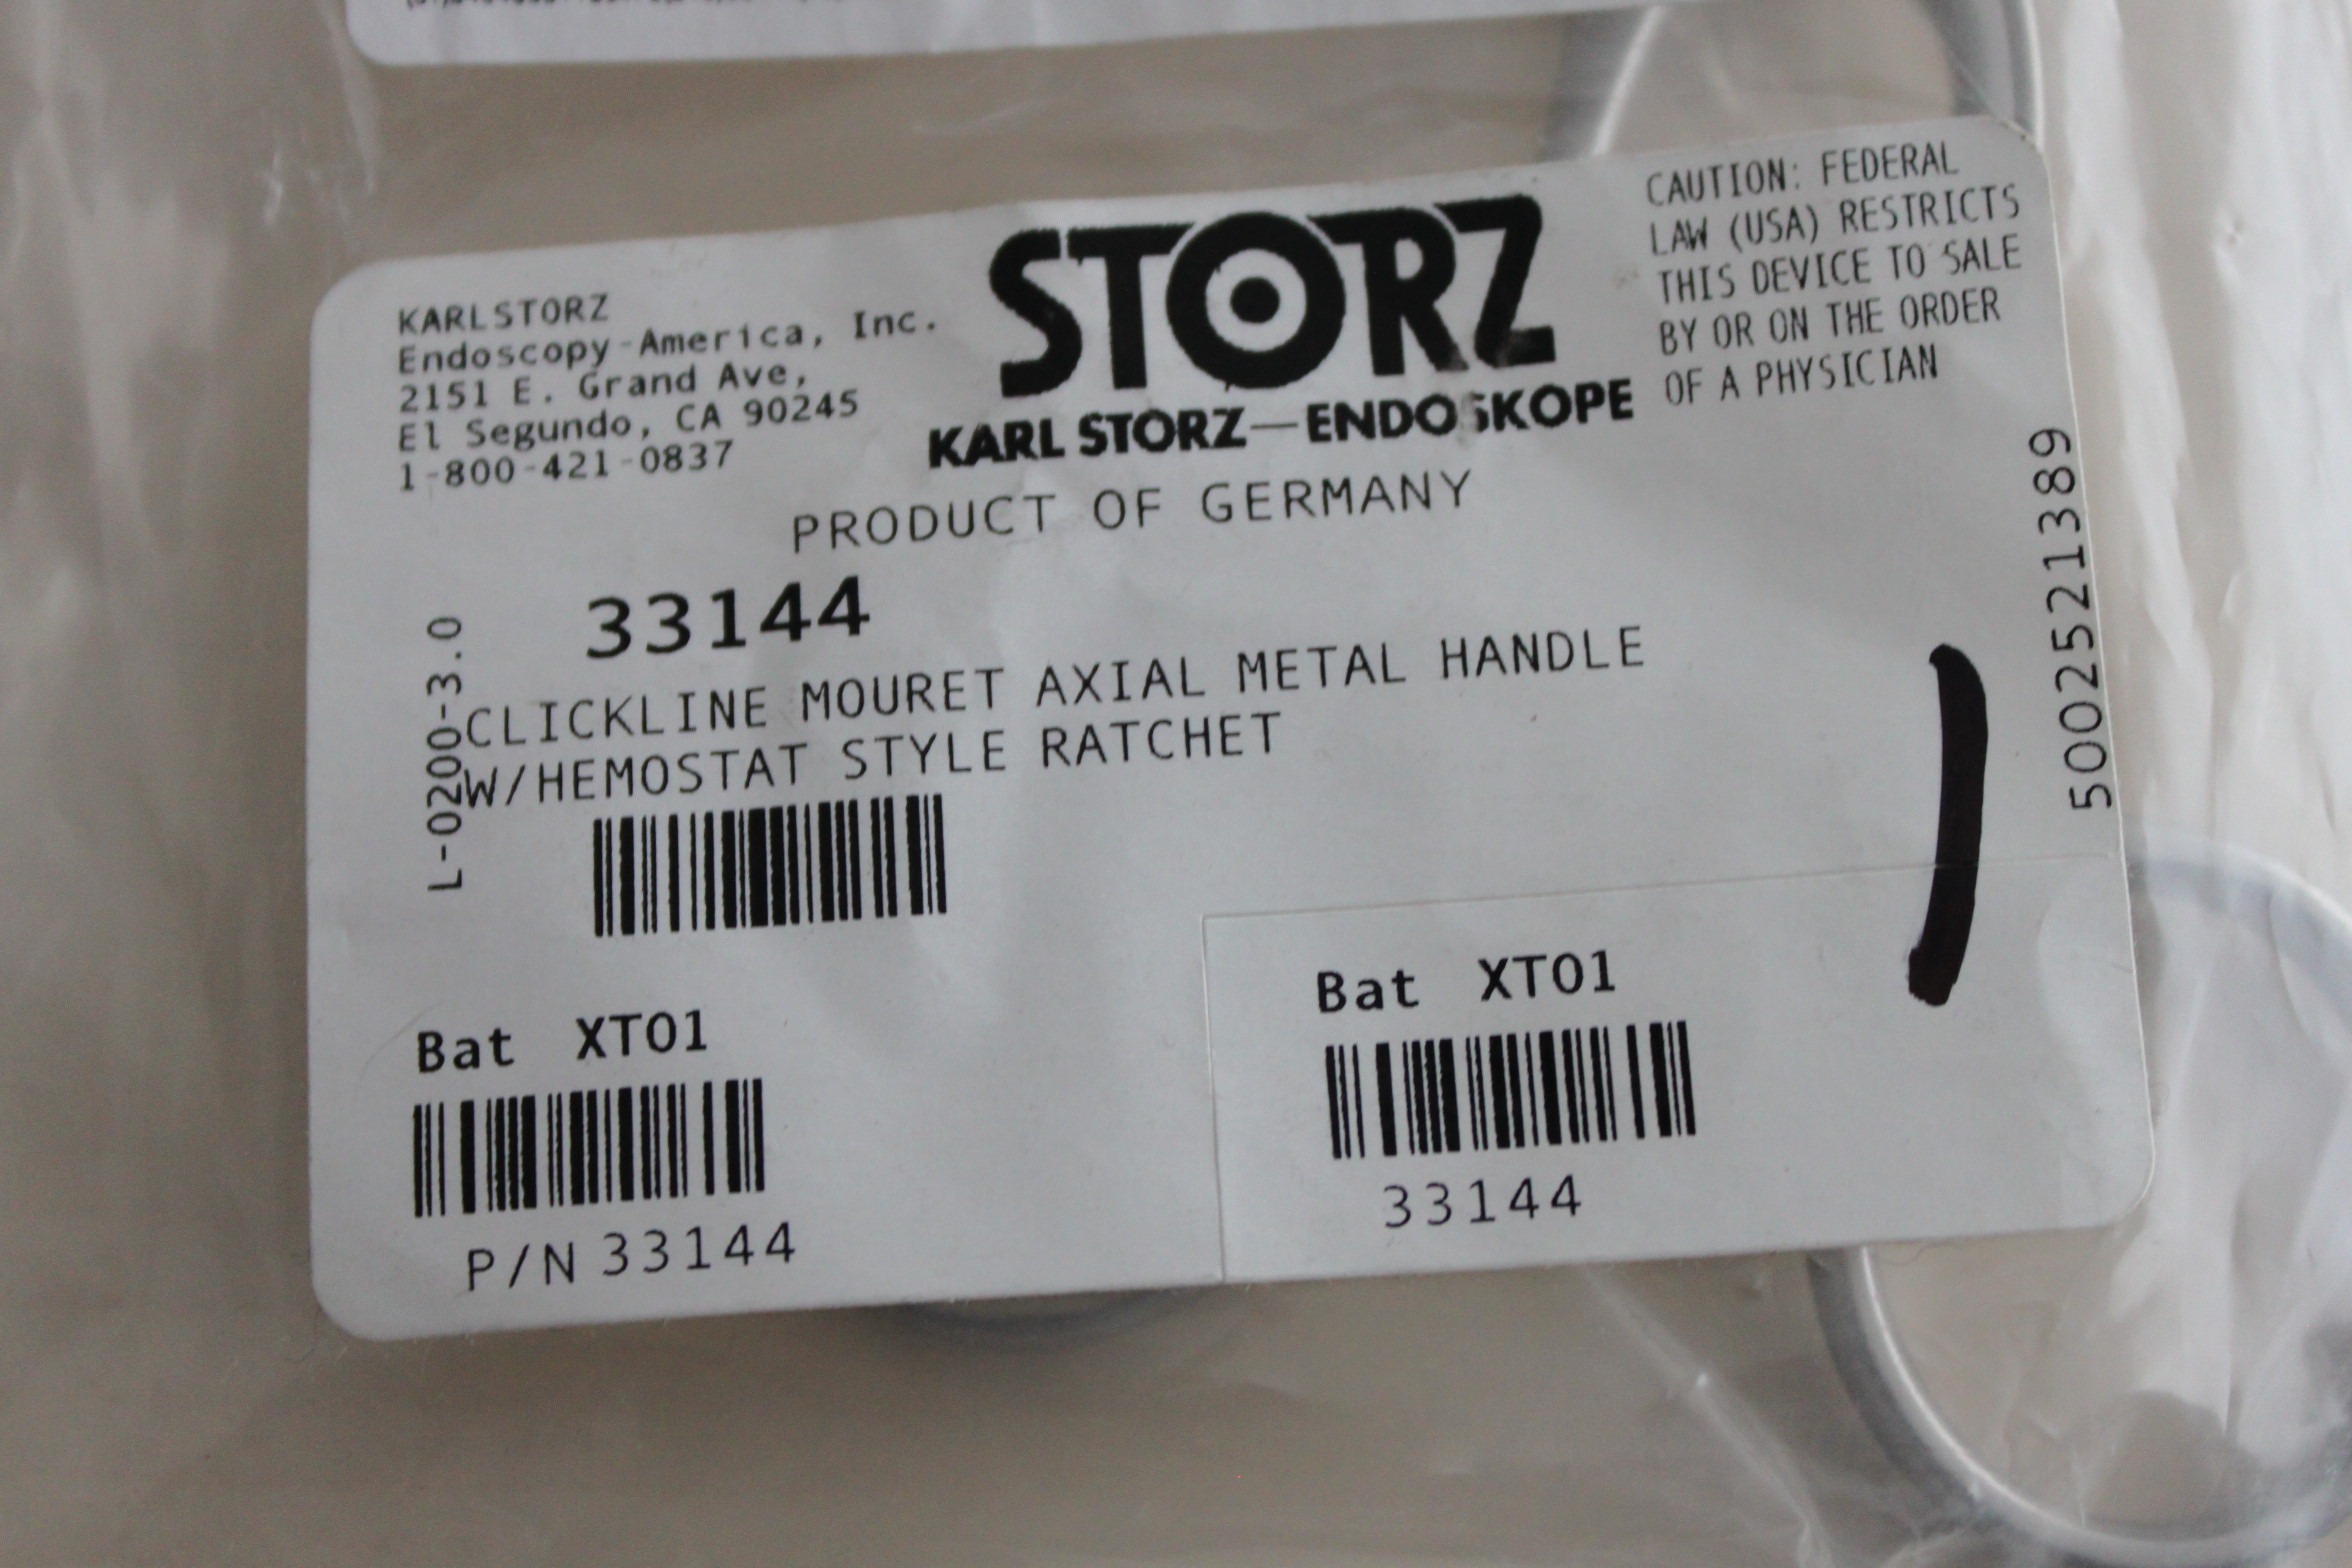 KARL STORZ
Endoscopy-America, Inc.
2151 E. Grand Ave,
El Segundo, CA 90245
1-800-421-0837
STORZ
KARL STORZ—ENDOSKOPE
CAUTION: FEDERAL
LAW (USA) RESTRICTS
THIS DEVICE TO SALE
BY OR ON THE ORDER
OF A PHYSICIAN
PRODUCT OF GERMANY
33144
CLICKLINE MOURET AXIAL METAL HANDLE
W/HEMOSTAT STYLE RATCHET
L-0200-3.0
5002521389
Bat XT01
P/N 33144
Bat XT01
33144